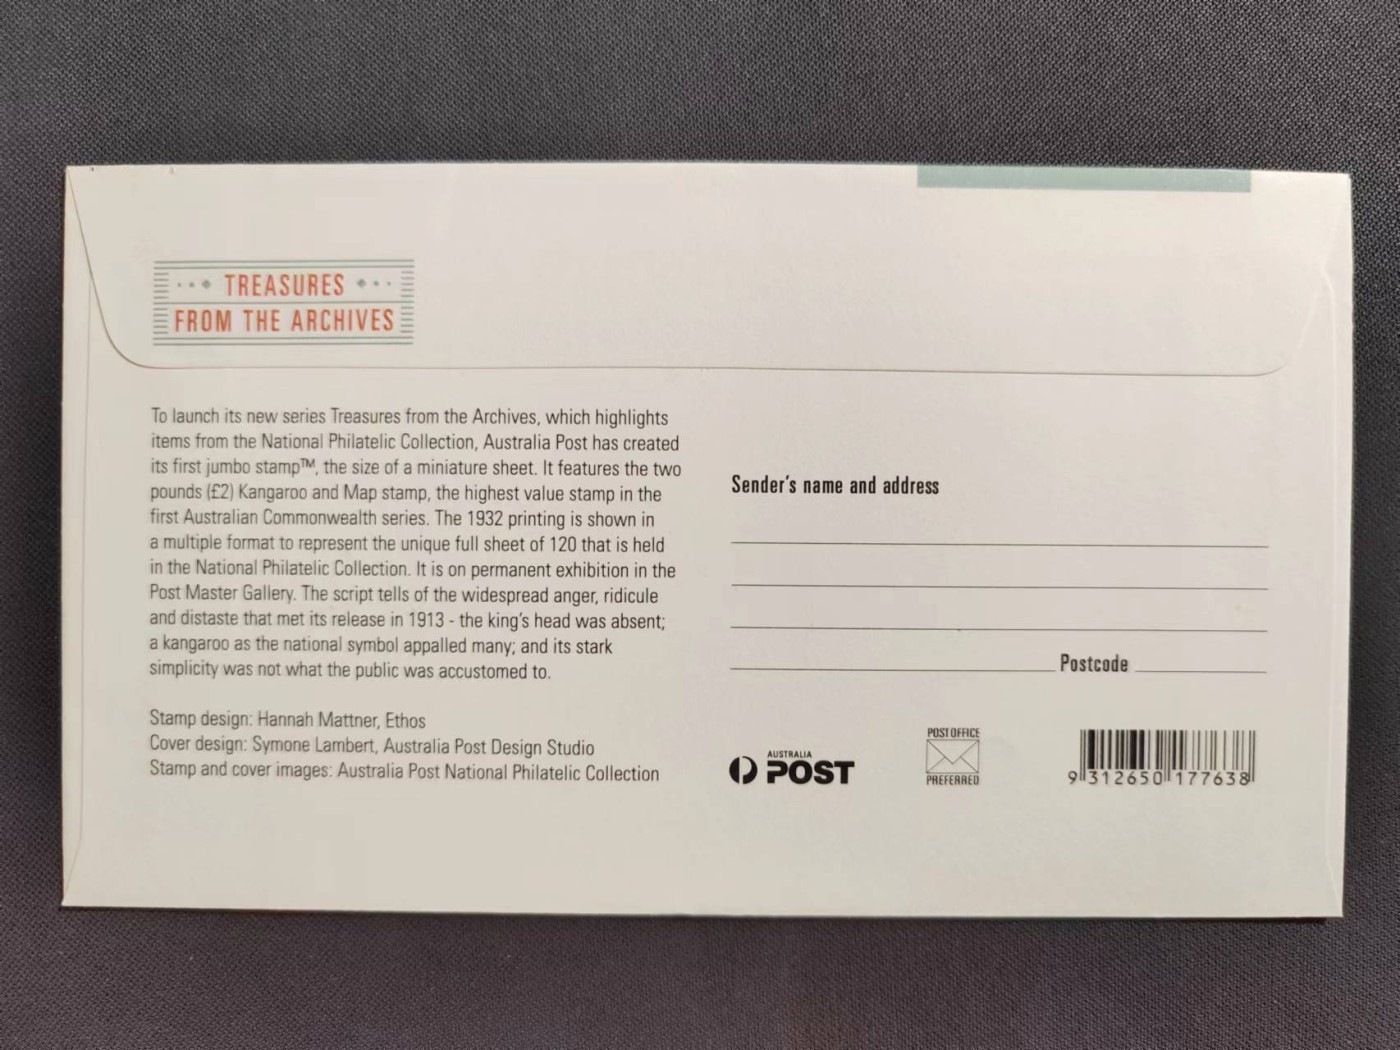 TREASURES
FROM THE ARCHIVES
To launch its new series Treasures from the Archives, which highlights
items from the National Philatelic Collection, Australia Post has created
its first jumbo stamp™, the size of a miniature sheet. It features the two
pounds (£2) Kangaroo and Map stamp, the highest value stamp in the
first Australian Commonwealth series. The 1932 printing is shown in
a multiple format to represent the unique full sheet of 120 that is held
in the National Philatelic Collection. It is on permanent exhibition in the
Post Master Gallery. The script tells of the widespread anger, ridicule
and distaste that met its release in 1913 - the king's head was absent;
a kangaroo as the national symbol appalled many; and its stark
simplicity was not what the public was accustomed to.
Stamp design: Hannah Mattner, Ethos
Cover design: Symone Lambert, Australia Post Design Studio
Stamp and cover images: Australia Post National Philatelic Collection
Sender's name and address
Postcode
AUSTRALIA
POST
POST OFFICE
PREFERRED
9 312650 177638